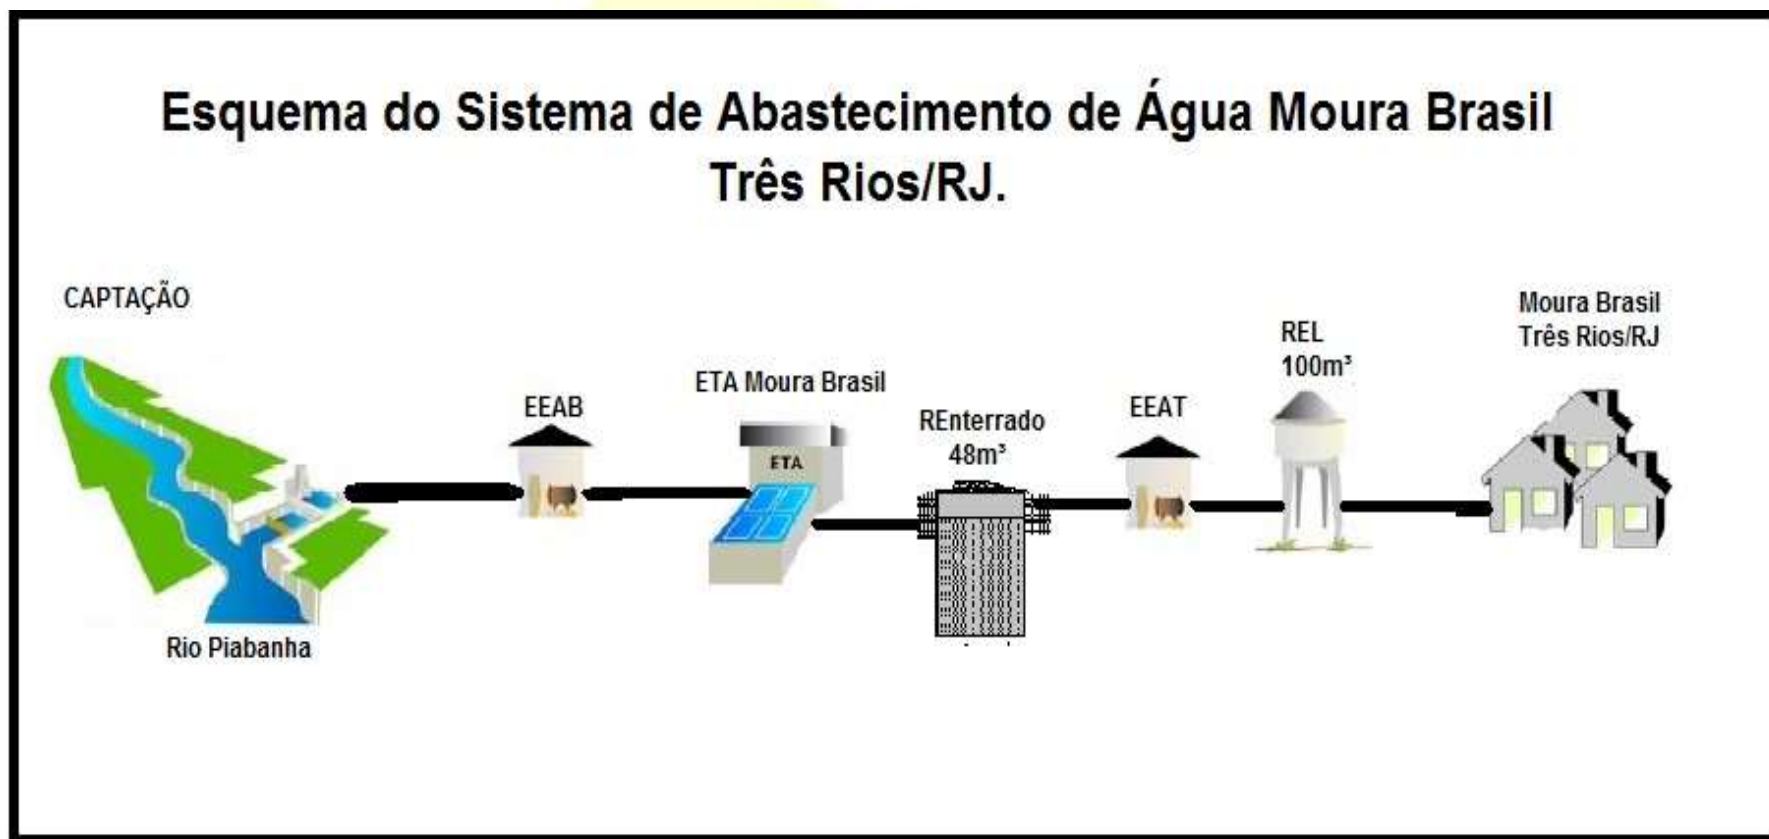 Esquema do Sistema de Abastecimento de Água Moura Brasil
Três Rios/RJ.
CAPTAÇÃO
Rio Piabanha
EEAB
ETA Moura Brasil
ETA
REnterrado
48m³
EEAT
REL
100m³
Moura Brasil
Três Rios/RJ